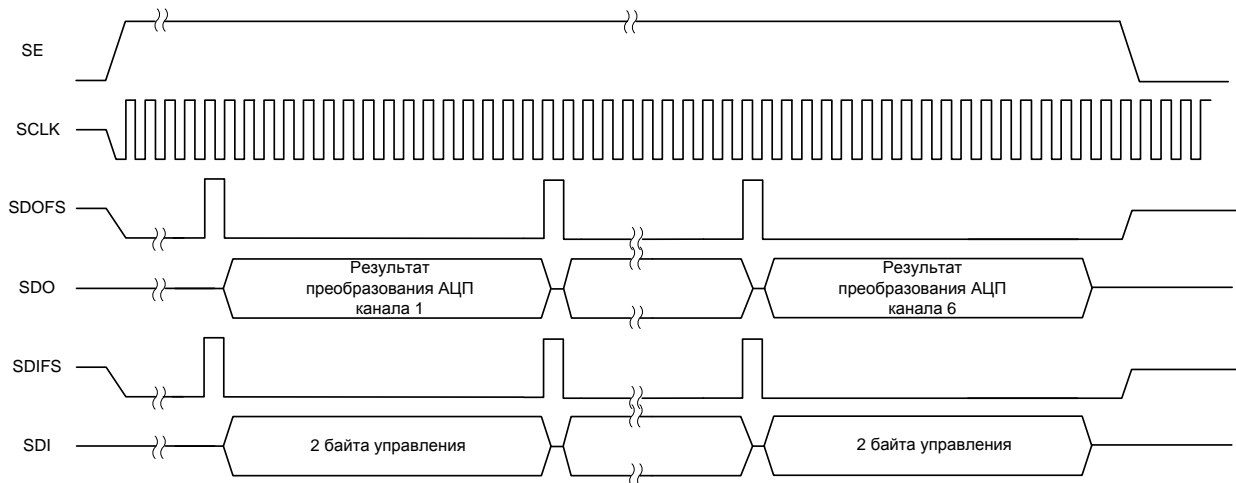 SE
SCLK
SDOFS
SDO
Результат
преобразования АЦП
канала 1
Результат
преобразования АЦП
канала 6
SDIFS
SDI
2 байта управления
2 байта управления